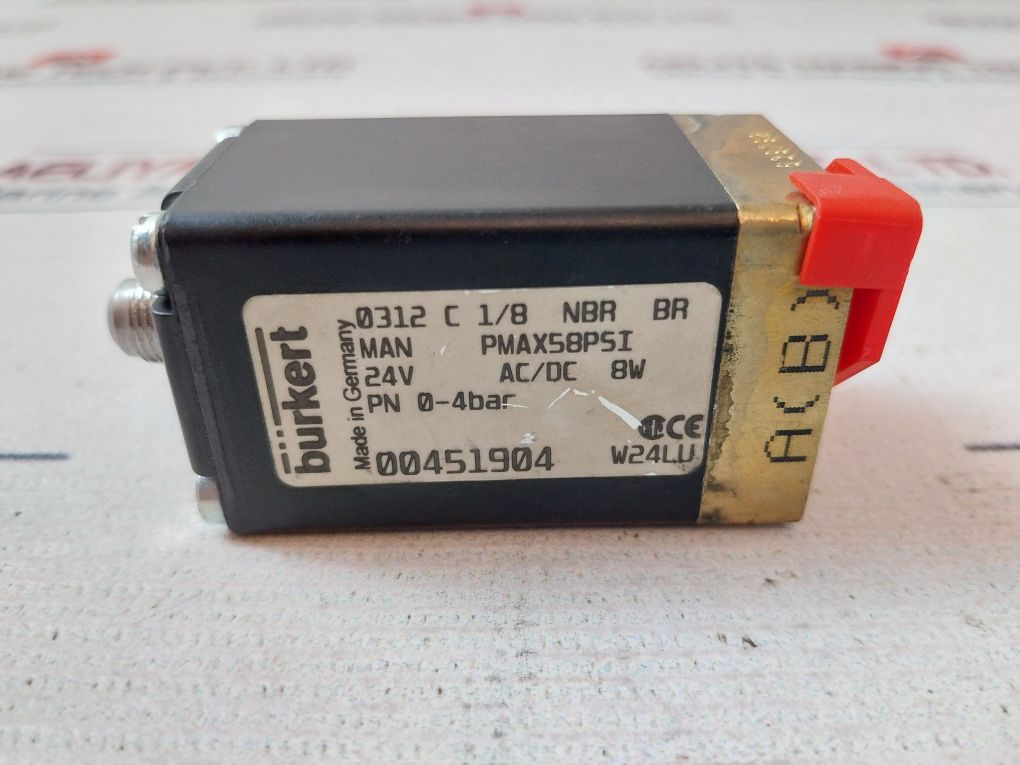 bürkert
Made in Germany
0312 C 1/8 NBR BR
MAN PMAX58PSI
24V AC/DC 8W
PN 0-4bar
CE
00451904 W24LU
A(B)